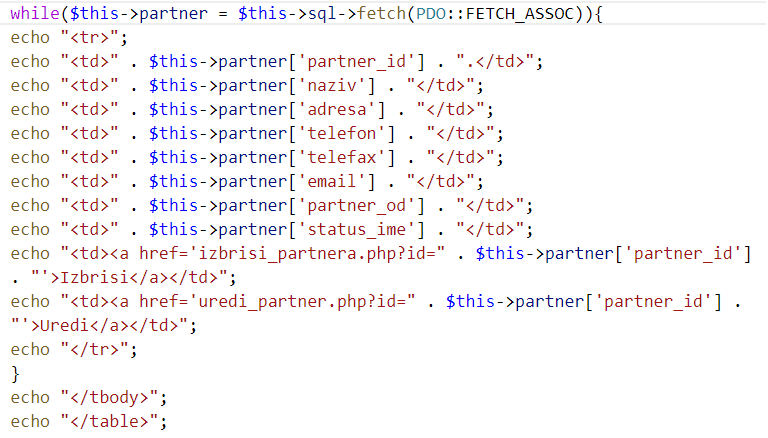 while($this->partner = $this->sql->fetch(PDO::FETCH_ASSOC)){
echo "<tr>";
echo "<td>" . $this->partner['partner_id'] . ".</td>";
echo "<td>" . $this->partner['naziv'] . "</td>";
echo "<td>" . $this->partner['adresa'] . "</td>";
echo "<td>" . $this->partner['telefon'] . "</td>";
echo "<td>" . $this->partner['telefax'] . "</td>";
echo "<td>" . $this->partner['email'] . "</td>";
echo "<td>" . $this->partner['partner_od'] . "</td>";
echo "<td>" . $this->partner['status_ime'] . "</td>";
echo "<td><a href='izbrisi_partnera.php?id=" . $this->partner['partner_id']
. "'>Izbrisi</a></td>";
echo "<td><a href='uredi_partner.php?id=" . $this->partner['partner_id'] .
"'>Uredi</a></td>";
echo "</tr>";
}
echo "</tbody>";
echo "</table>";